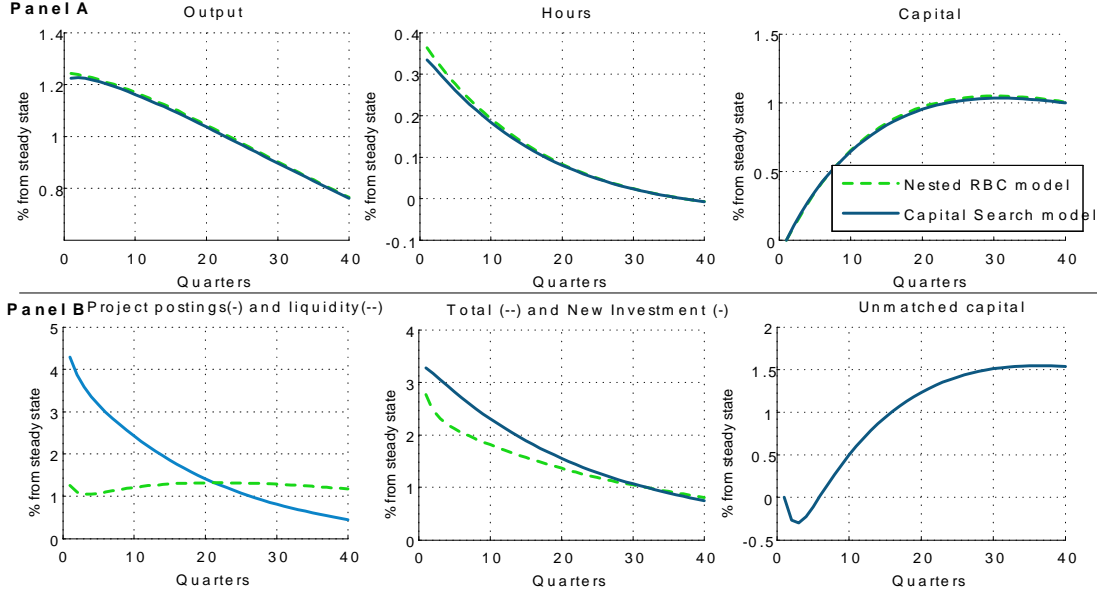 Panel A
Output
Hours
Capital
1.4
1.2
1
0.8
% from steady state
0 10 20 30 40
Quarters
0.4
0.3
0.2
0.1
0
-0.1
% from steady state
0 10 20 30 40
Quarters
1.5
1
0.5
0
% from steady state
0 10 20 30 40
Quarters
Nested RBC model
Capital Search model
Panel B
Project postings(-) and liquidity(--)
Total (--) and New Investment (-)
Unmatched capital
5
4
3
2
1
0
% from steady state
0 10 20 30 40
Quarters
4
3
2
1
0
% from steady state
0 10 20 30 40
Quarters
2
1.5
1
0.5
0
-0.5
% from steady state
0 10 20 30 40
Quarters